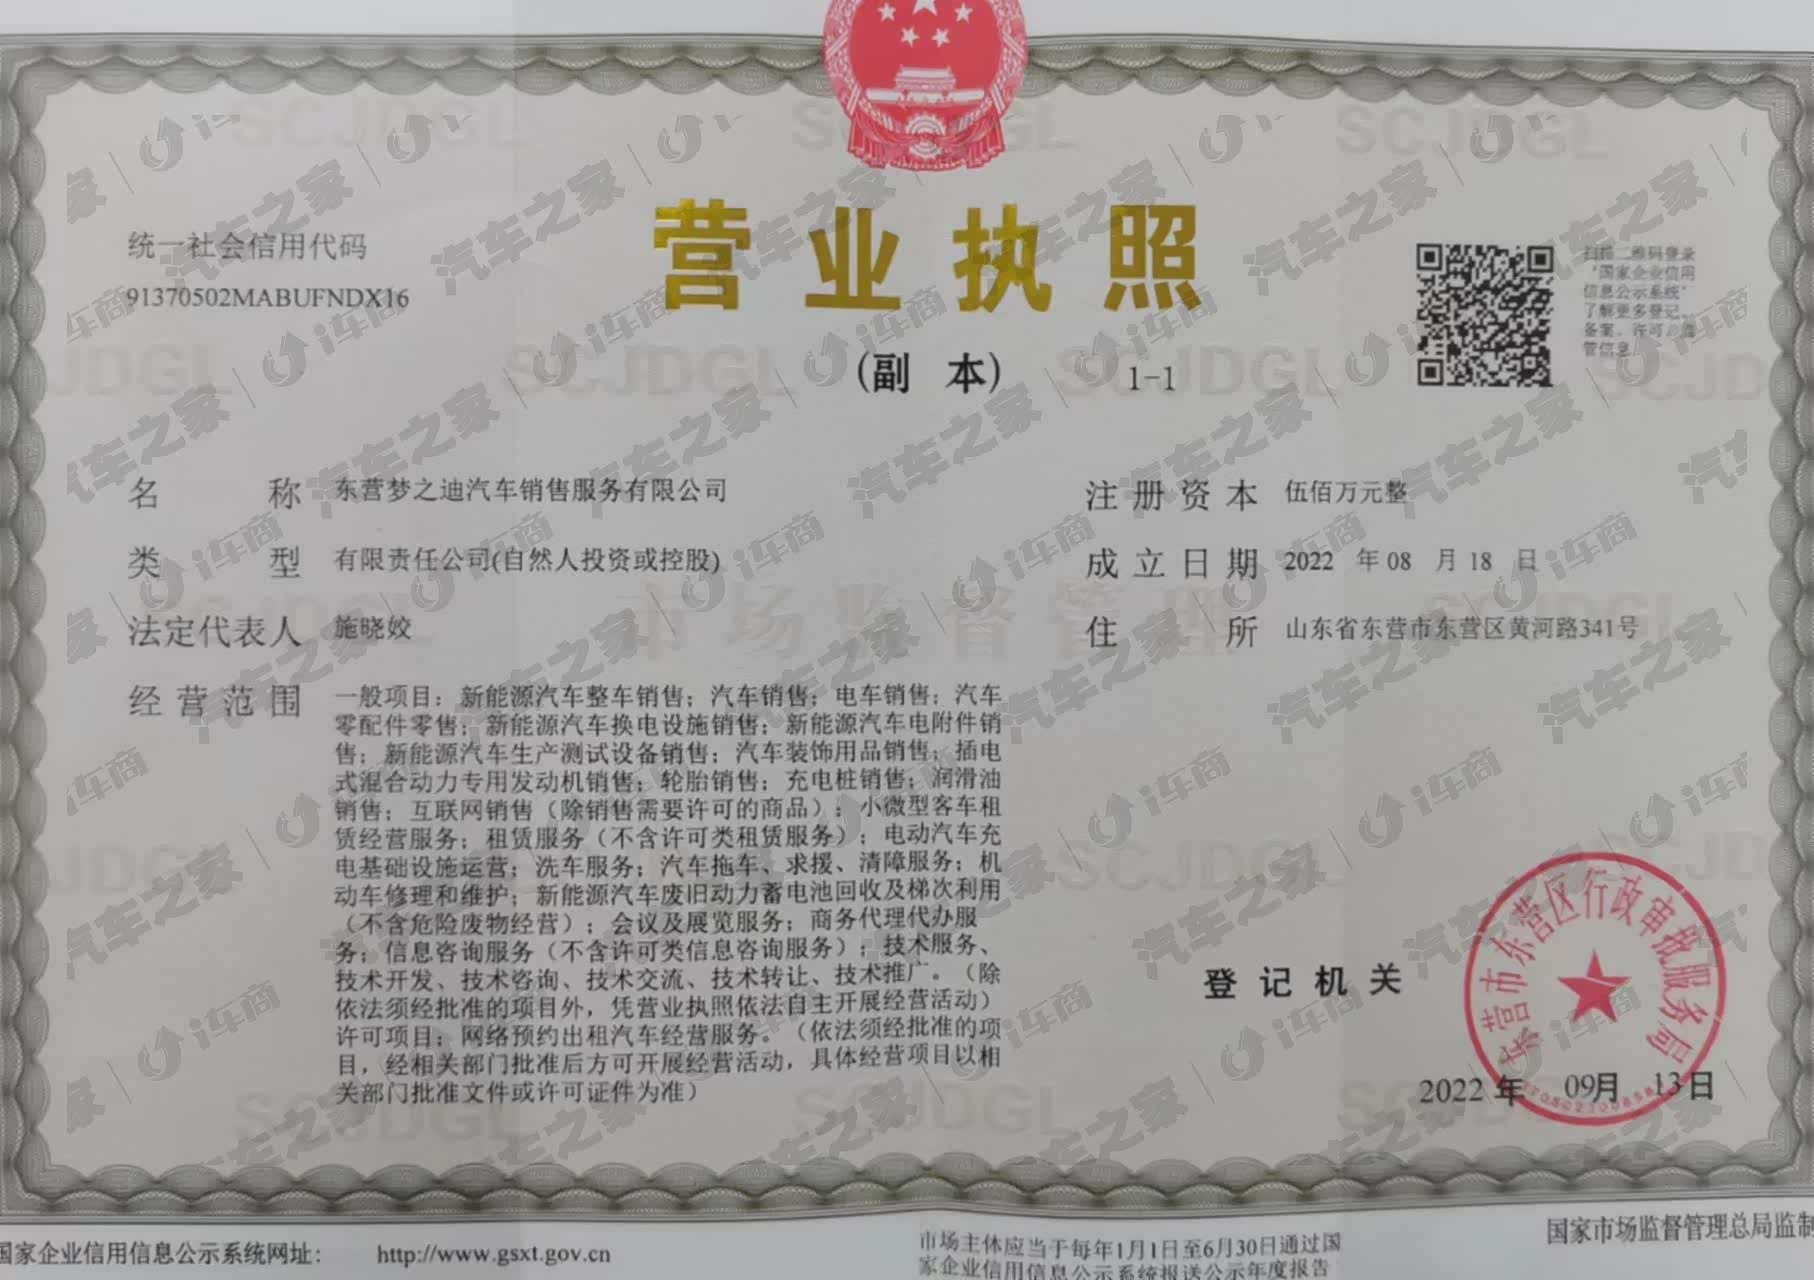 营业执照
(副 本) 1-1
统一社会信用代码
91370502MABUFNDX16
扫描二维码登录
“国家企业信用
信息公示系统”
了解更多登记、
备案、许可、监
管信息。
名 称 东营梦之迪汽车销售服务有限公司
类 型 有限责任公司(自然人投资或控股)
法定代表人 施晓姣
经营范围 一般项目：新能源汽车整车销售；汽车销售；电车销售；汽车
零配件零售；新能源汽车换电设施销售；新能源汽车电附件销
售；新能源汽车生产测试设备销售；汽车装饰用品销售；插电
式混合动力专用发动机销售；轮胎销售；充电桩销售；润滑油
销售；互联网销售（除销售需要许可的商品）；小微型客车租
赁经营服务；租赁服务（不含许可类租赁服务）；电动汽车充
电基础设施运营；洗车服务；汽车拖车、求援、清障服务；机
动车修理和维护；新能源汽车废旧动力蓄电池回收及梯次利用
（不含危险废物经营）；会议及展览服务；商务代理代办服
务；信息咨询服务（不含许可类信息咨询服务）；技术服务、
技术开发、技术咨询、技术交流、技术转让、技术推广。（除
依法须经批准的项目外，凭营业执照依法自主开展经营活动）
许可项目：网络预约出租汽车经营服务。（依法须经批准的项
目，经相关部门批准后方可开展经营活动，具体经营项目以相
关部门批准文件或许可证件为准）
注册资本 伍佰万元整
成立日期 2022 年 08 月 18 日
住 所 山东省东营市东营区黄河路341号
登记机关
东营市东营区行政审批服务局
2022 年 09月 13日
国家企业信用信息公示系统网址： http://www.gsxt.gov.cn
市场主体应当于每年1月1日至6月30日通过国
家企业信用信息公示系统报送公示年度报告
国家市场监督管理总局监制
市场监督管理
SCJDGL
汽车之家 | i车商